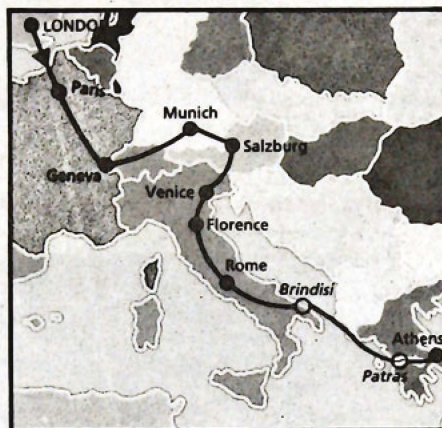 LONDO
Paris
Munich
Salzburg
Geneva
Venice
Florence
Rome
Brindisi
Athens
Patras